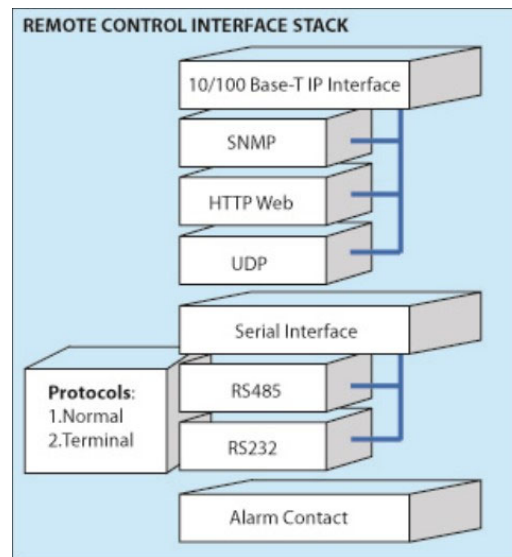 REMOTE CONTROL INTERFACE STACK
10/100 Base-T IP Interface
SNMP
HTTP Web
UDP
Serial Interface
Protocols:
1.Normal
2.Terminal
RS485
RS232
Alarm Contact